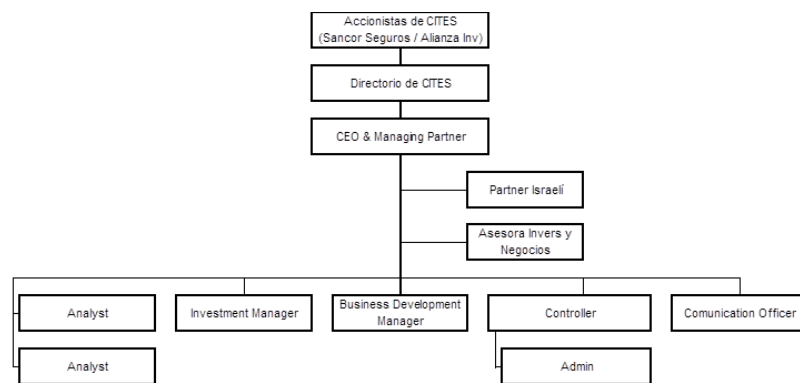 Accionistas de CITES
(Sancor Seguros / Alianza Inv)
Directorio de CITES
CEO & Managing Partner
Partner Israelí
Asesora Invers y
Negocios
Analyst
Investment Manager
Business Development
Manager
Controller
Comunication Officer
Analyst
Admin